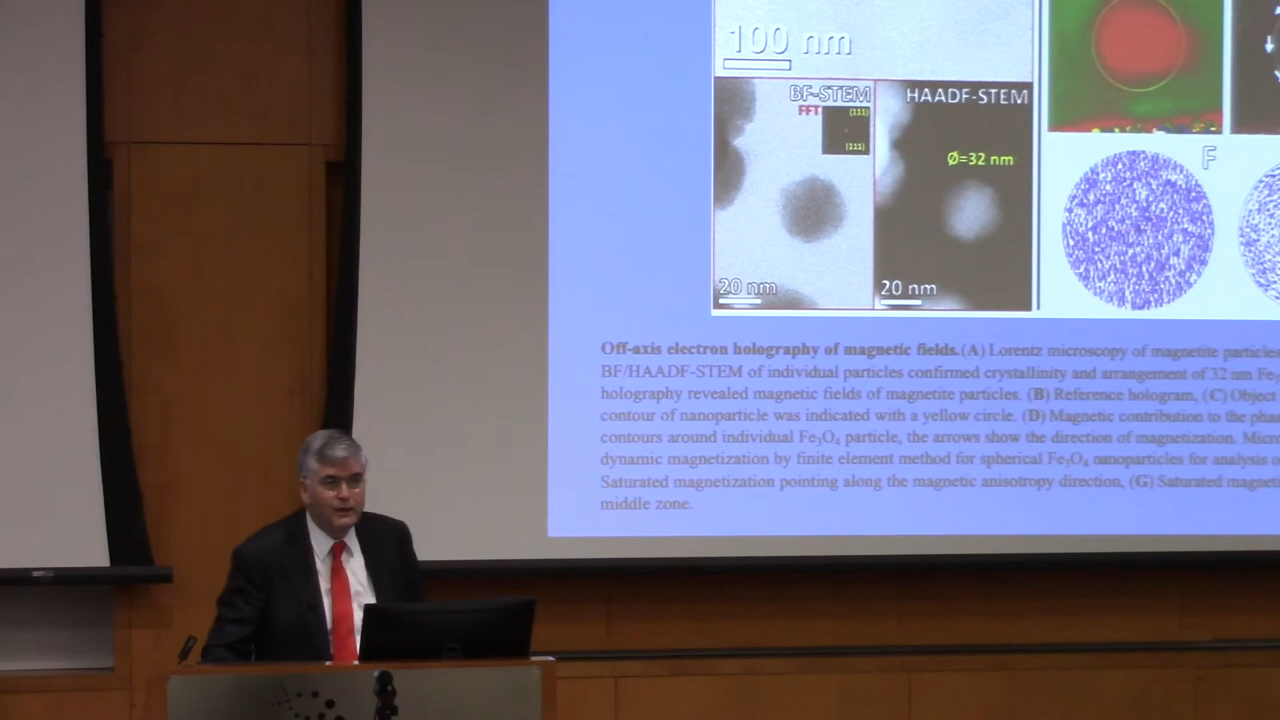 100 nm
BF-STEM
FFT
(111)
(111)
20 nm
HAADF-STEM
Ø=32 nm
20 nm
F
Off-axis electron holography of magnetic fields.(A) Lorentz microscopy of magnetite particles
BF/HAADF-STEM of individual particles confirmed crystallinity and arrangement of 32 nm Fe
holography revealed magnetic fields of magnetite particles. (B) Reference hologram, (C) Object
contour of nanoparticle was indicated with a yellow circle. (D) Magnetic contribution to the pha
contours around individual Fe₃O₄ particle, the arrows show the direction of magnetization. Micr
dynamic magnetization by finite element method for spherical Fe₃O₄ nanoparticles for analysis o
Saturated magnetization pointing along the magnetic anisotropy direction, (G) Saturated magneti
middle zone.